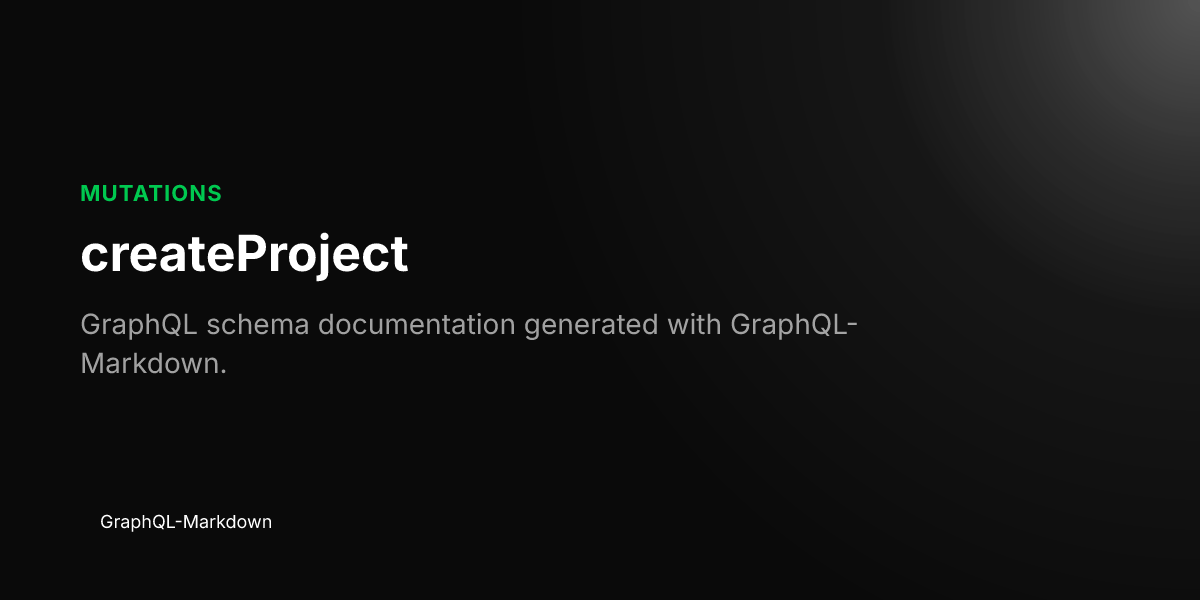 MUTATIONS
createProject
GraphQL schema documentation generated with GraphQL-
Markdown.
GraphQL-Markdown